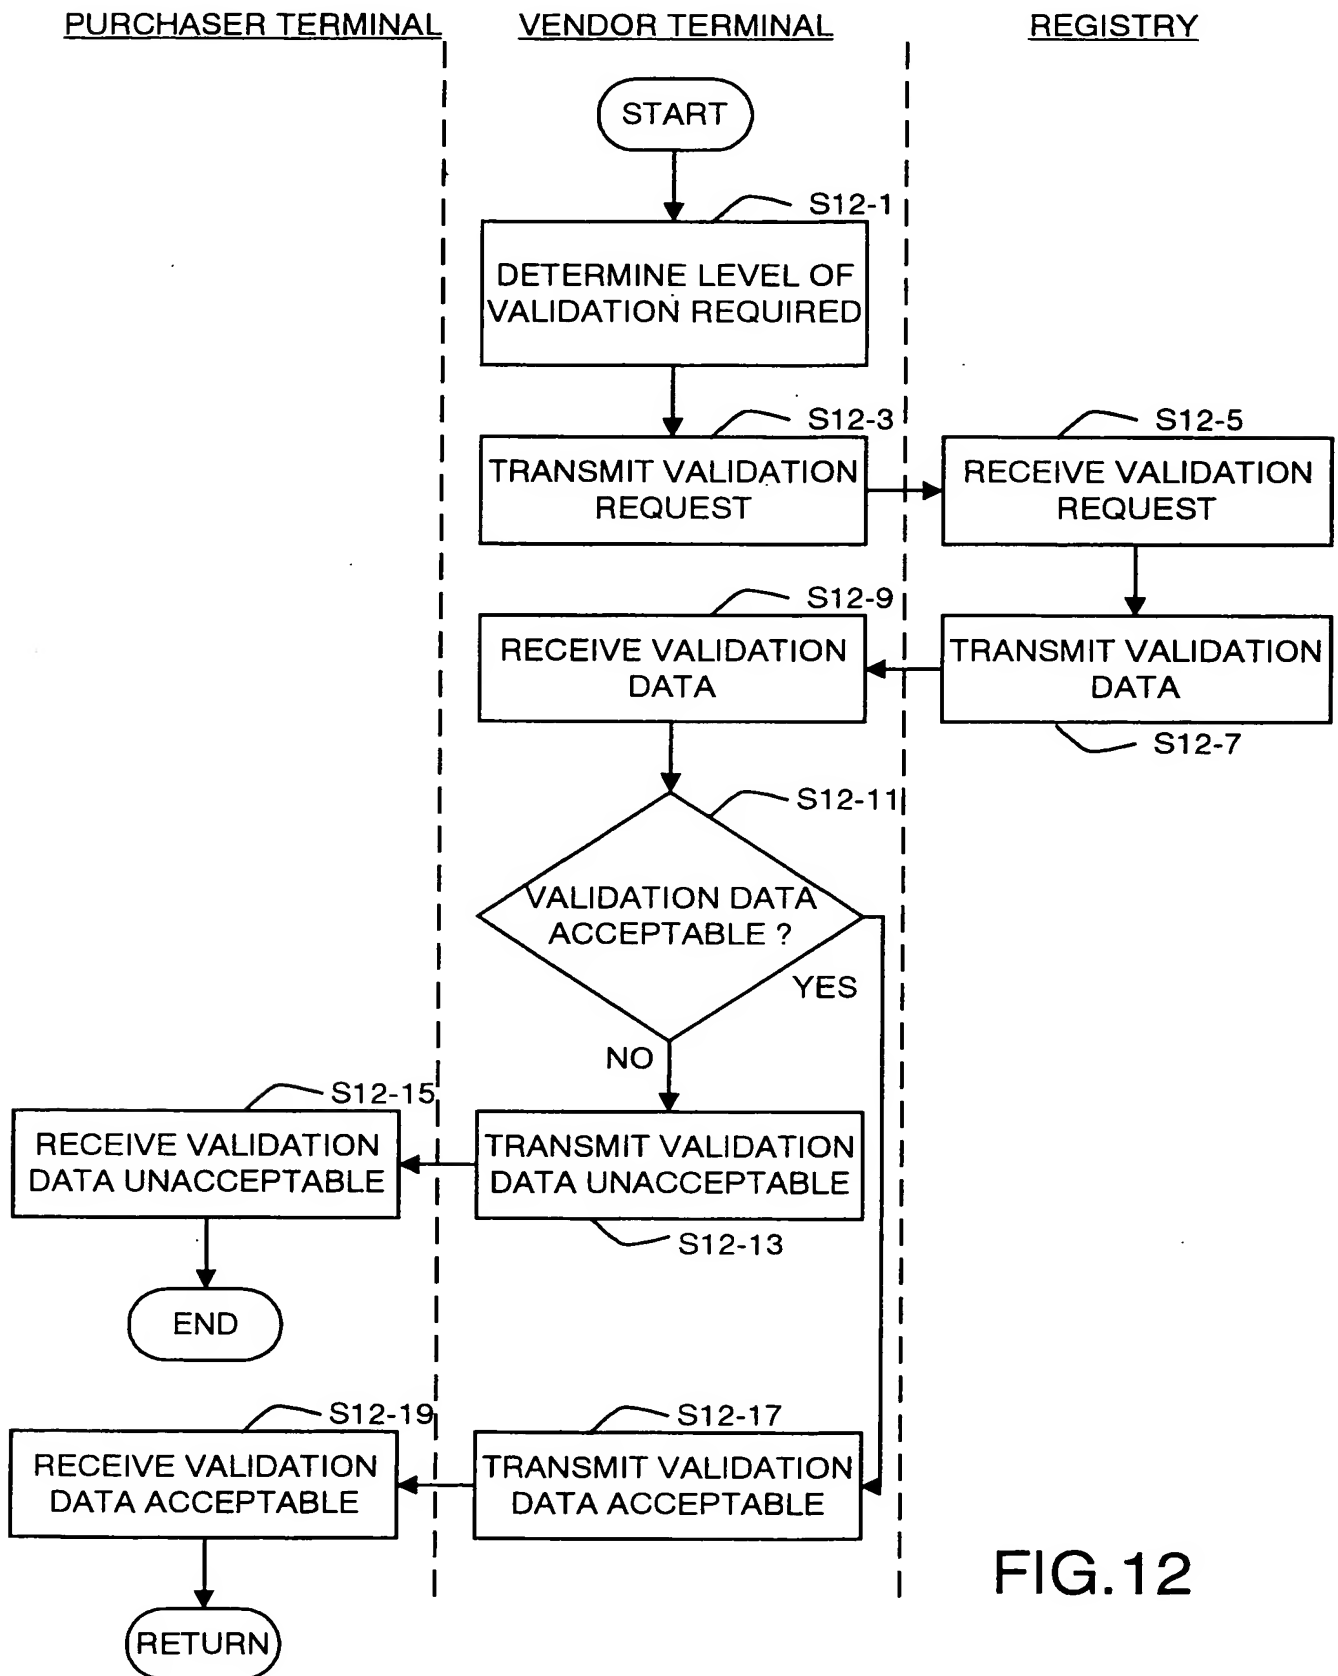 PURCHASER TERMINAL
VENDOR TERMINAL
REGISTRY
START
S12-1
DETERMINE LEVEL OF
VALIDATION REQUIRED
S12-3
TRANSMIT VALIDATION
REQUEST
S12-5
RECEIVE VALIDATION
REQUEST
S12-9
RECEIVE VALIDATION
DATA
TRANSMIT VALIDATION
DATA
S12-7
S12-11
VALIDATION DATA
ACCEPTABLE ?
YES
NO
S12-15
RECEIVE VALIDATION
DATA UNACCEPTABLE
TRANSMIT VALIDATION
DATA UNACCEPTABLE
S12-13
END
S12-19
RECEIVE VALIDATION
DATA ACCEPTABLE
S12-17
TRANSMIT VALIDATION
DATA ACCEPTABLE
RETURN
FIG.12